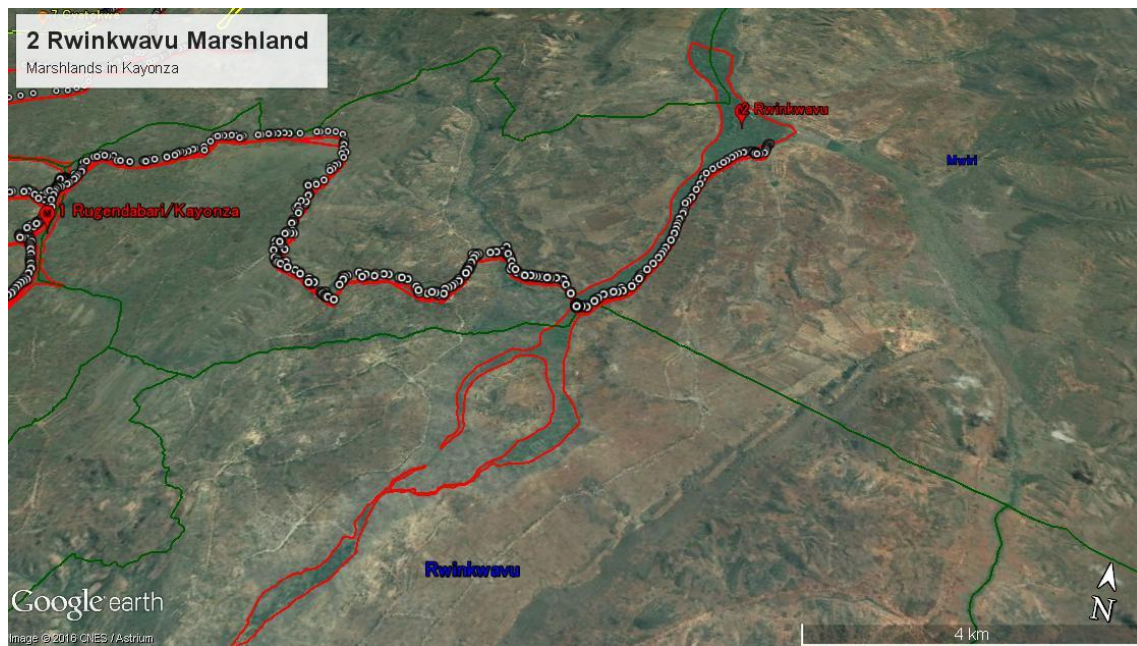 2 Rwinkwavu Marshland
Marshlands in Kayonza
2 Rwinkwavu
Mwiri
1 Rugendabari/Kayonza
Rwinkwavu
Google earth
N
Image © 2016 CNES / Astrium
4 km